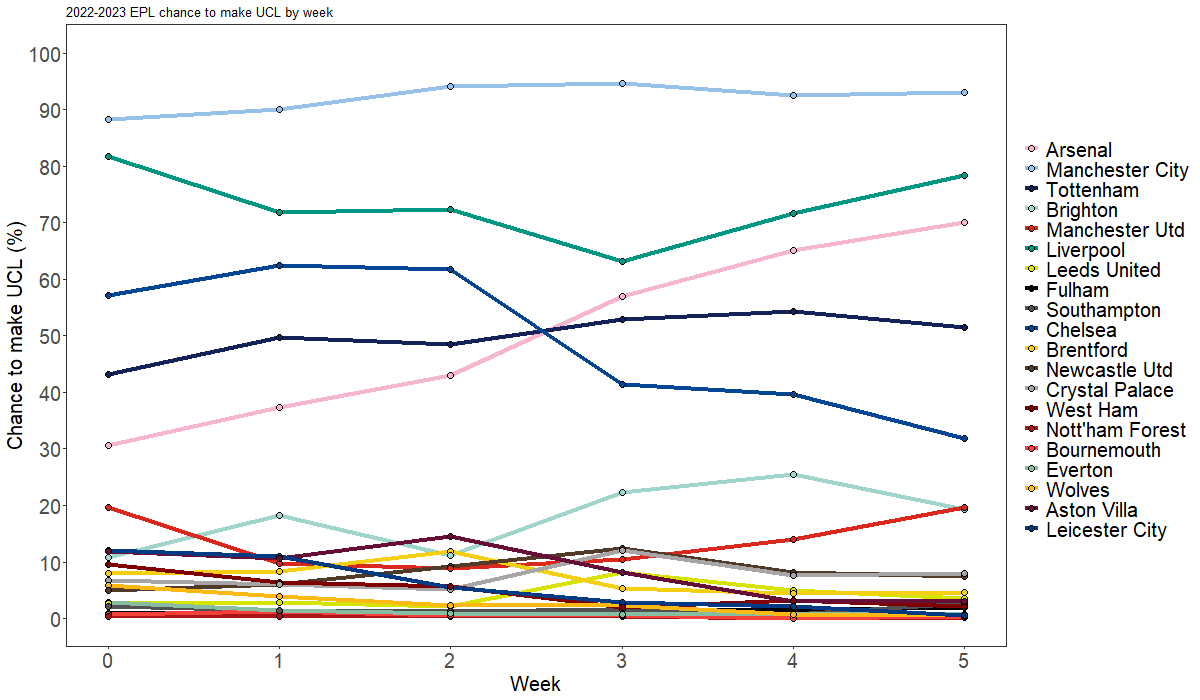 2022-2023 EPL chance to make UCL by week
Chance to make UCL (%)
100
90
80
70
60
50
40
30
20
10
0
0 1 2 3 4 5
Week
Arsenal
Manchester City
Tottenham
Brighton
Manchester Utd
Liverpool
Leeds United
Fulham
Southampton
Chelsea
Brentford
Newcastle Utd
Crystal Palace
West Ham
Nott'ham Forest
Bournemouth
Everton
Wolves
Aston Villa
Leicester City